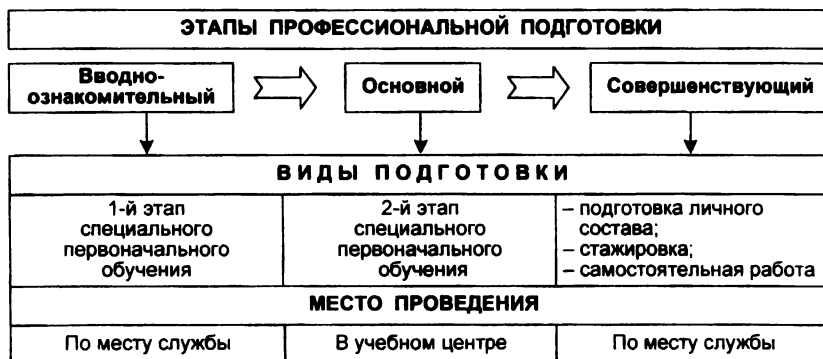 ЭТАПЫ ПРОФЕССИОНАЛЬНОЙ ПОДГОТОВКИ
Вводно-
ознакомительный
Основной
Совершенствующий
ВИДЫ ПОДГОТОВКИ
1-й этап
специального
первоначального
обучения
2-й этап
специального
первоначального
обучения
– подготовка личного
состава;
– стажировка;
– самостоятельная работа
МЕСТО ПРОВЕДЕНИЯ
По месту службы
В учебном центре
По месту службы